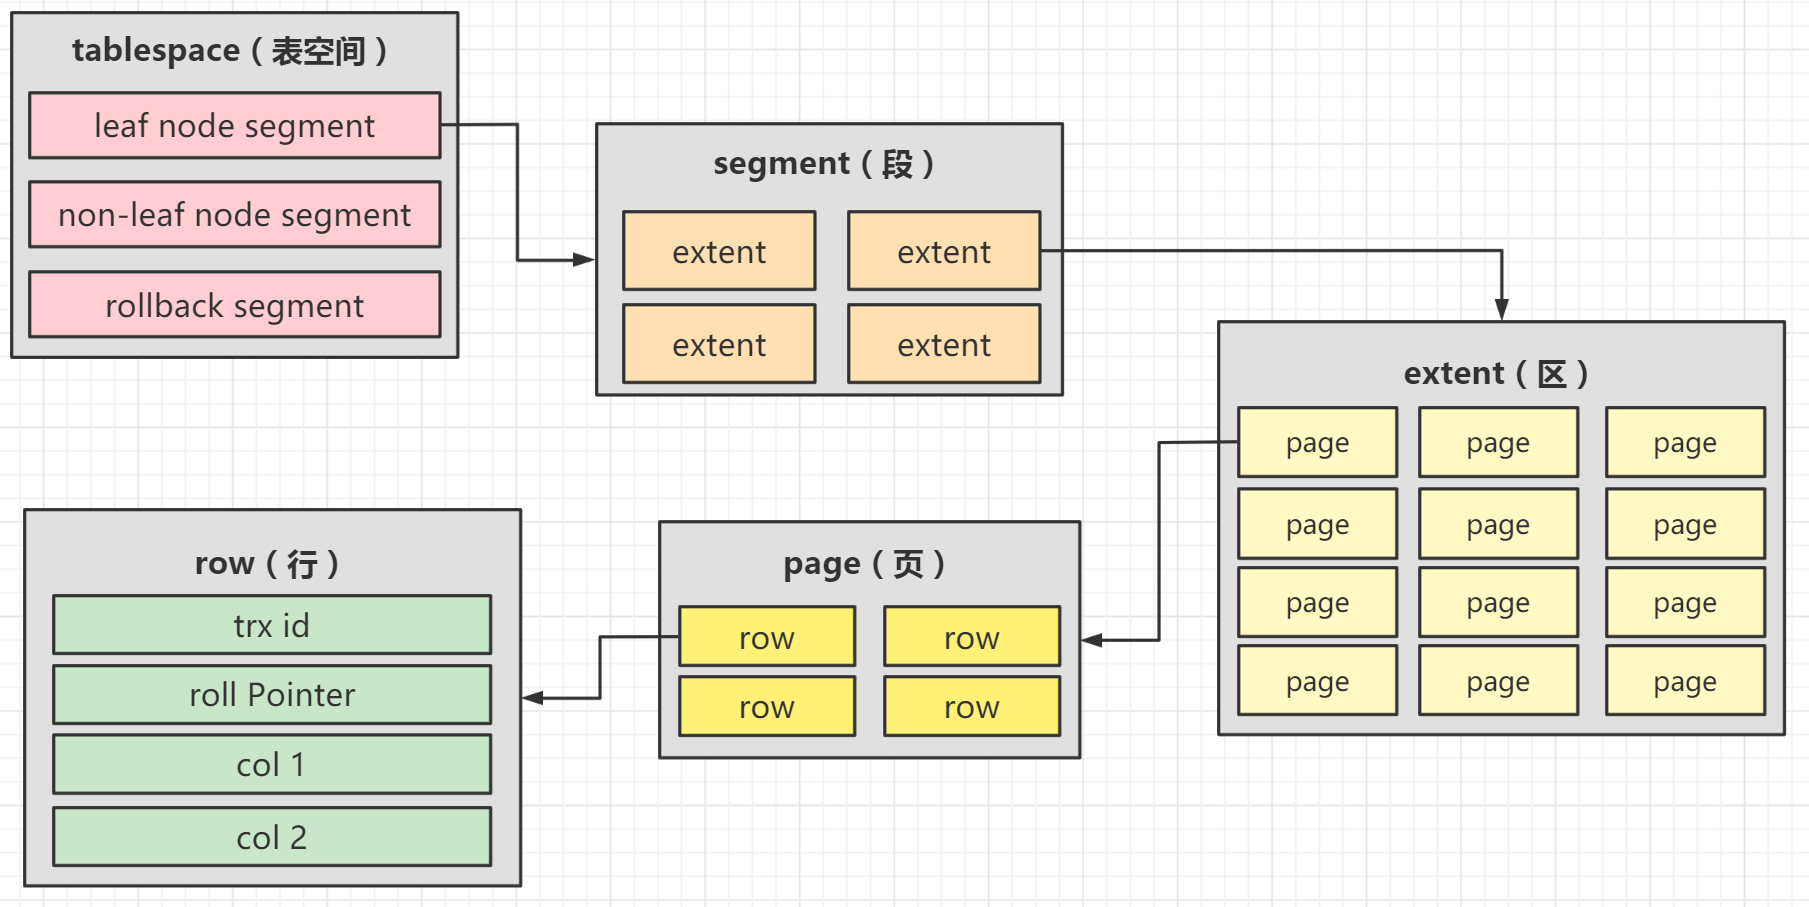 tablespace（表空间）
leaf node segment
non-leaf node segment
rollback segment
segment（段）
extent
extent
extent
extent
extent（区）
page
page
page
page
page
page
page
page
page
page
page
page
page（页）
row
row
row
row
row（行）
trx id
roll Pointer
col 1
col 2